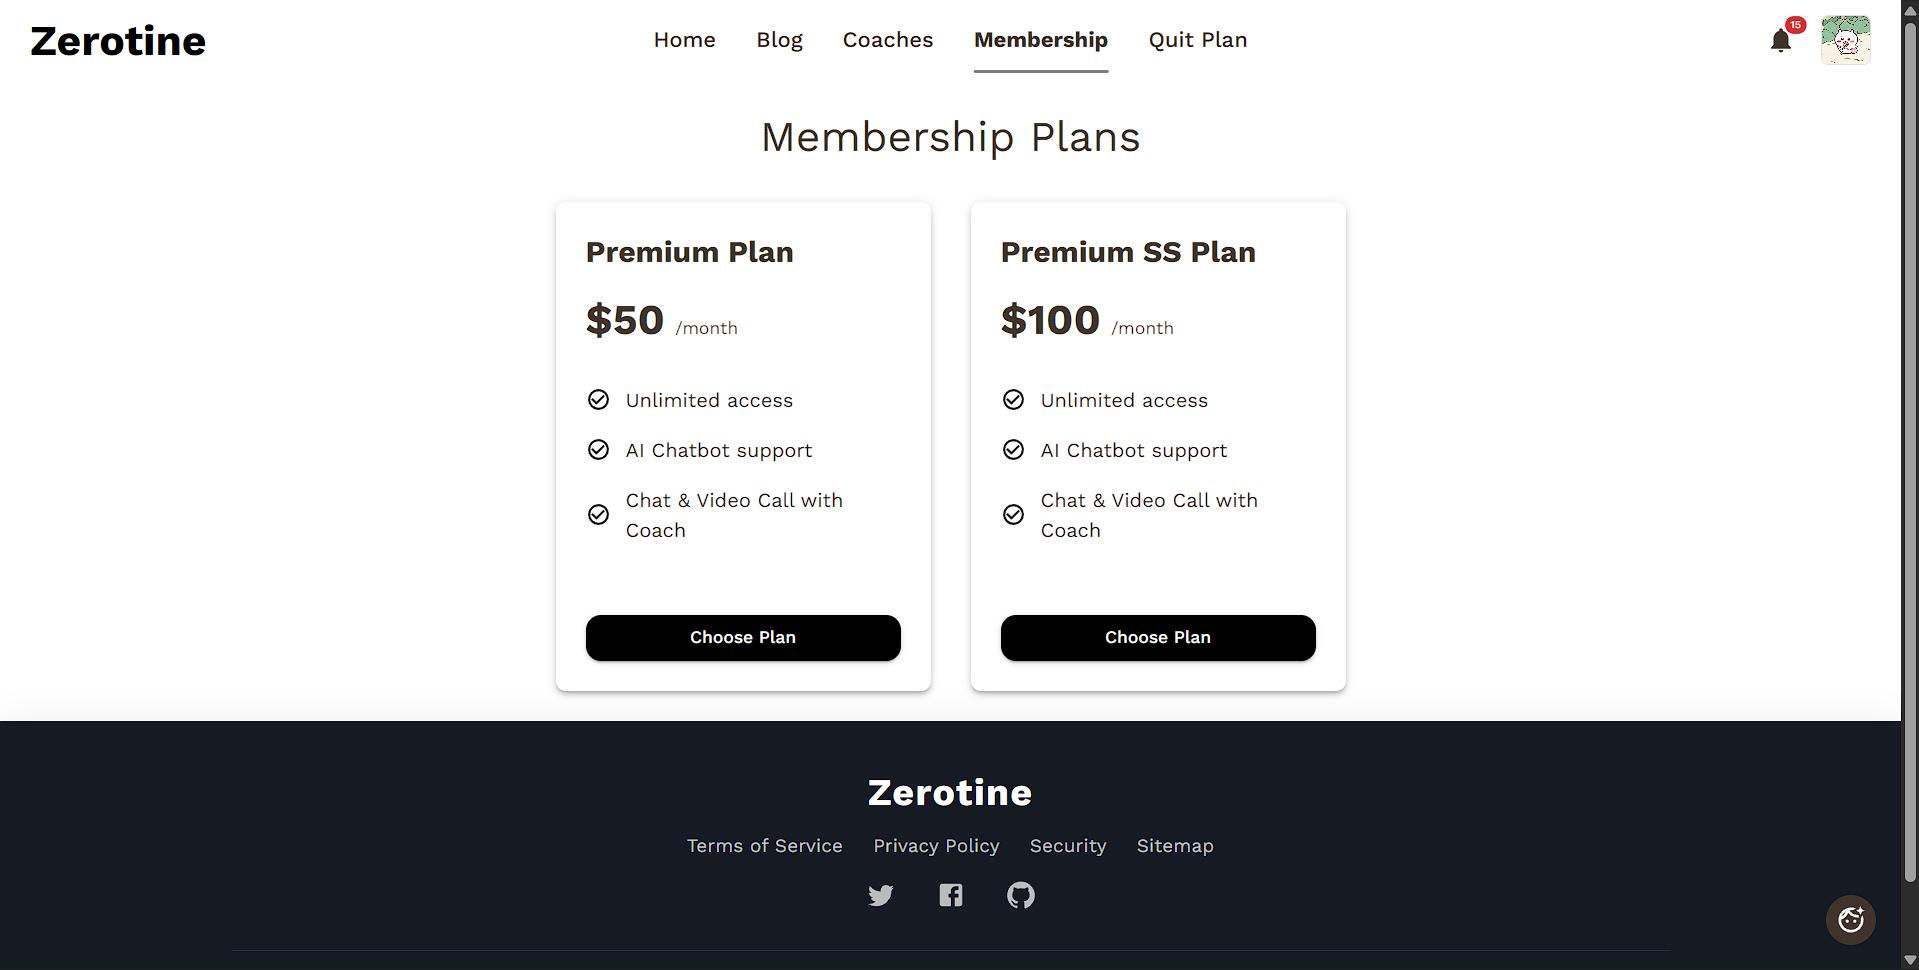 Zerotine
Home
Blog
Coaches
Membership
Quit Plan
15
Membership Plans
Premium Plan
$50 /month
Unlimited access
AI Chatbot support
Chat & Video Call with
Coach
Choose Plan
Premium SS Plan
$100 /month
Unlimited access
AI Chatbot support
Chat & Video Call with
Coach
Choose Plan
Zerotine
Terms of Service
Privacy Policy
Security
Sitemap